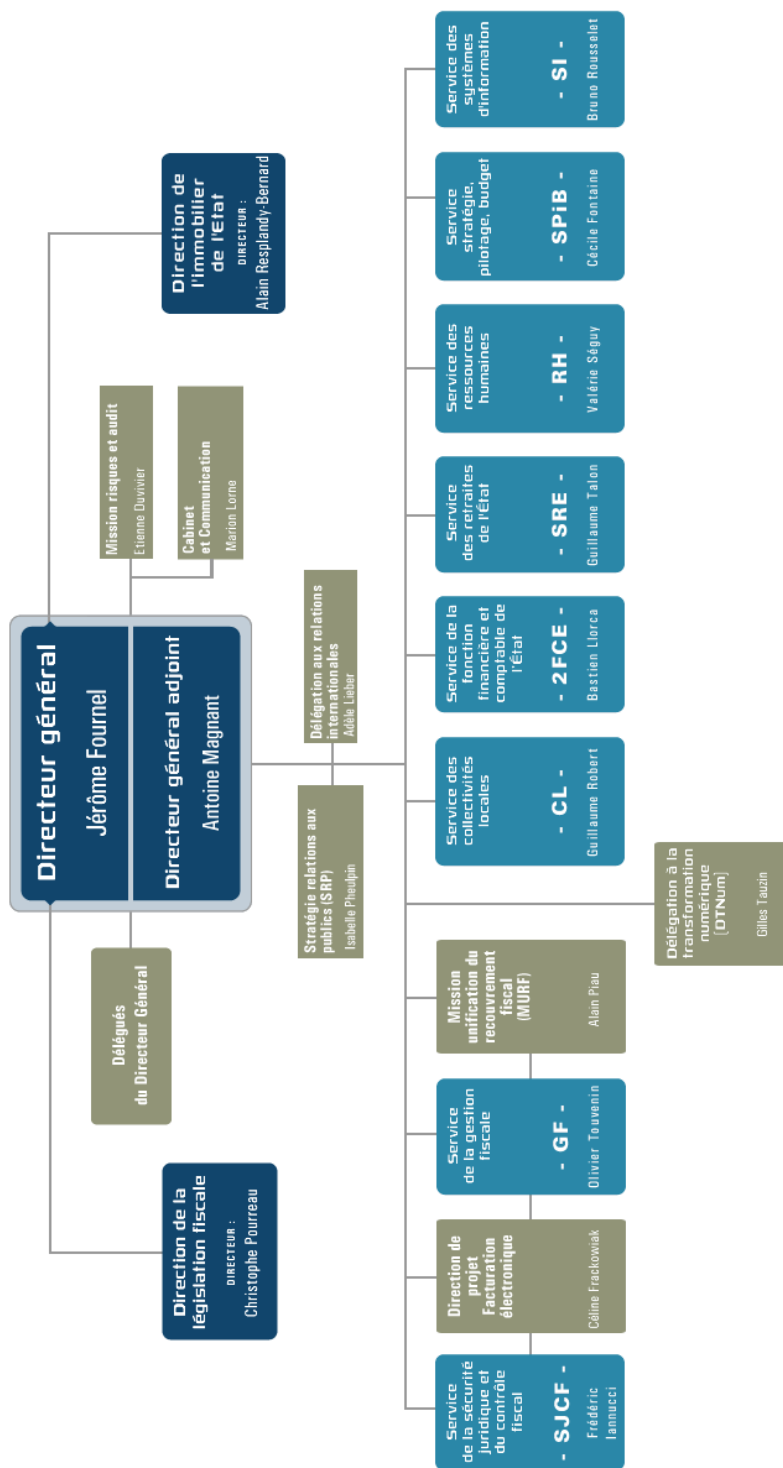 Directeur général
Jérôme Fournel
Directeur général adjoint
Antoine Magnant
Direction de la
législation fiscale
DIRECTEUR :
Christophe Pourreau
Délégués
du Directeur Général
Mission risques et audit
Etienne Duvivier
Cabinet
et Communication
Marion Lorne
Direction de
l'immobilier
de l'Etat
DIRECTEUR :
Alain Resplandy-Bernard
Stratégie relations aux
publics (SRP)
Isabelle Pheulpin
Délégation aux relations
internationales
Adèle Lieber
Service
de la sécurité
juridique et
du contrôle
fiscal
- SJCF -
Frédéric
Iannucci
Direction de
projet
Facturation
électronique
Céline Frackowiak
Service
de la gestion
fiscale
- GF -
Olivier Touvenin
Mission
unification du
recouvrement
fiscal
(MURF)
Alain Piau
Service des
collectivités
locales
- CL -
Guillaume Robert
Service de la
fonction
financière et
comptable de
l'État
- 2FCE -
Bastien Llorca
Service
des retraites
de l'État
- SRE -
Guillaume Talon
Service des
ressources
humaines
- RH -
Valérie Séguy
Service
stratégie,
pilotage, budget
- SPiB -
Cécile Fontaine
Service des
systèmes
d'information
- SI -
Bruno Rousselet
Délégation à la
transformation
numérique
[DTNum]
Gilles Tauzin